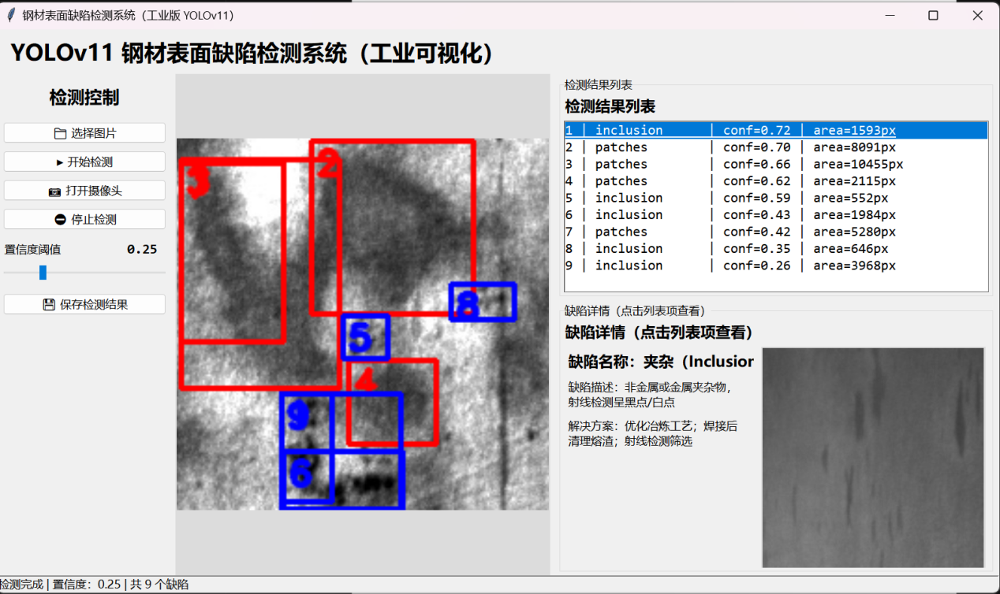 钢材表面缺陷检测系统（工业版 YOLOv11）
YOLOv11 钢材表面缺陷检测系统（工业可视化）
检测控制
选择图片
开始检测
打开摄像头
停止检测
置信度阈值 0.25
保存检测结果
3
2
8
5
4
9
6
检测结果列表
检测结果列表
1 | inclusion | conf=0.72 | area=1593px
2 | patches | conf=0.70 | area=8091px
3 | patches | conf=0.66 | area=10455px
4 | patches | conf=0.62 | area=2115px
5 | inclusion | conf=0.59 | area=552px
6 | inclusion | conf=0.43 | area=1984px
7 | patches | conf=0.42 | area=5280px
8 | inclusion | conf=0.35 | area=646px
9 | inclusion | conf=0.26 | area=3968px
缺陷详情（点击列表项查看）
缺陷详情（点击列表项查看）
缺陷名称：夹杂（Inclusion
缺陷描述：非金属或金属夹杂物，
射线检测呈黑点/白点
解决方案：优化冶炼工艺；焊接后
清理熔渣；射线检测筛选
检测完成 | 置信度：0.25 | 共 9 个缺陷